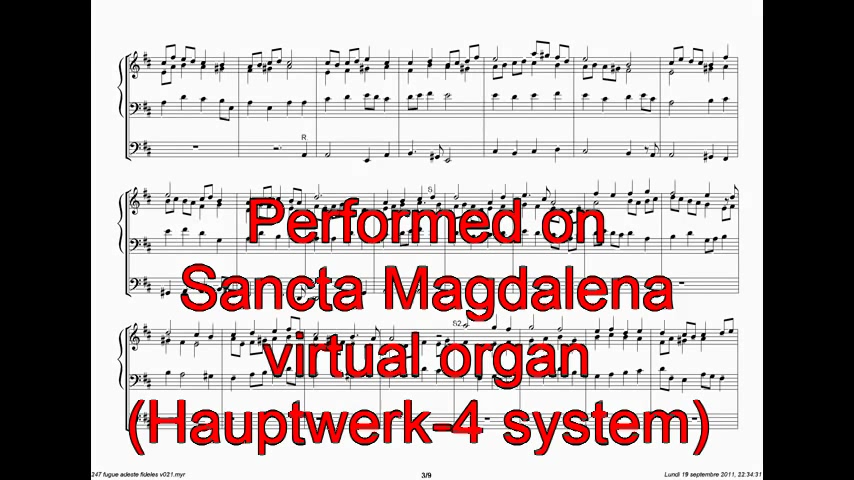 R
S.
Performed on
Sancta Magdalena
virtual organ
S2.
(Hauptwerk-4 system)
247 fugue adeste fideles v021.myr
3/9
Lundi 19 septembre 2011, 22:34:31